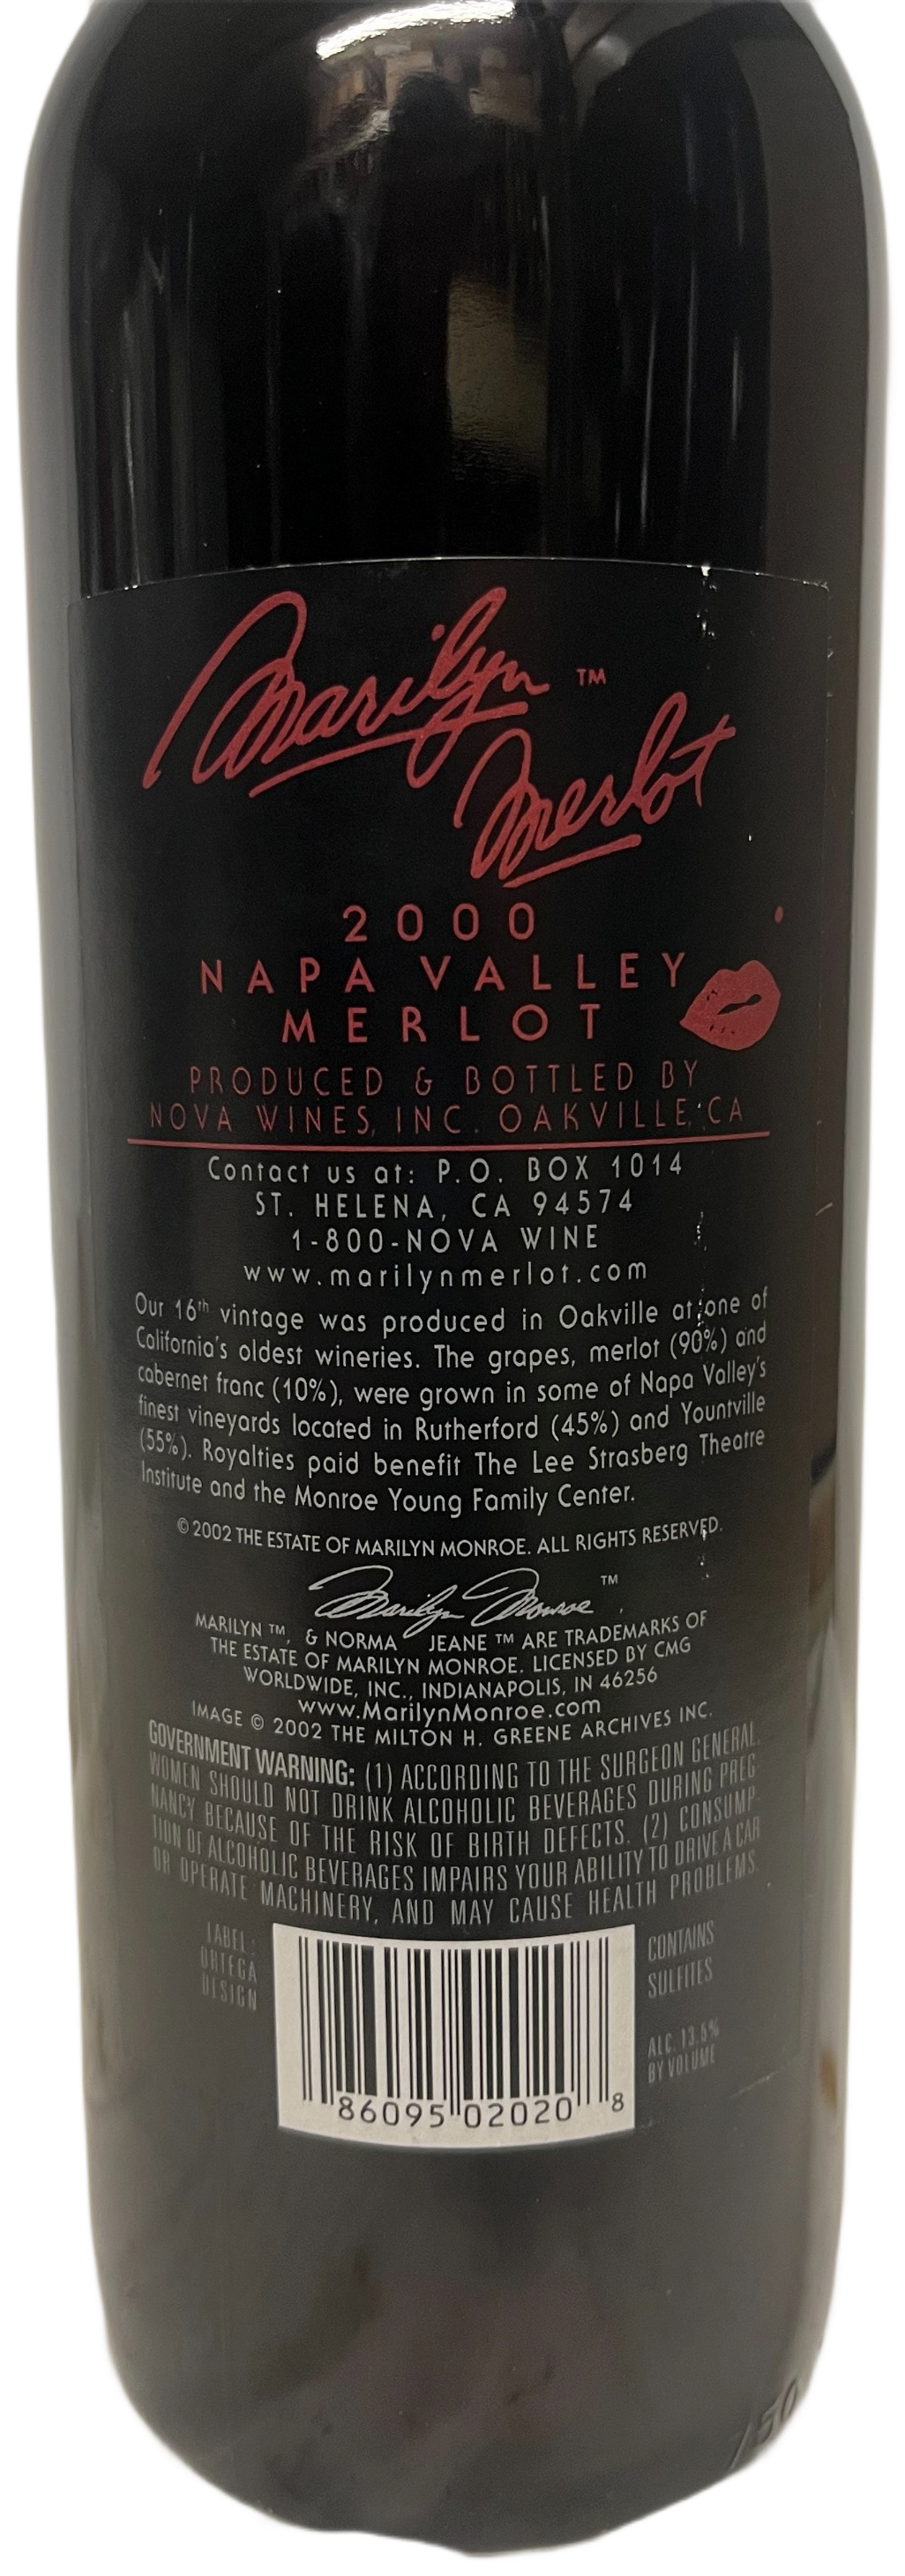 Marilyn ™
Merlot
2000
NAPA VALLEY
MERLOT
PRODUCED & BOTTLED BY
NOVA WINES, INC. OAKVILLE, CA
Contact us at: P.O. BOX 1014
ST. HELENA, CA 94574
1-800-NOVA WINE
www.marilynmerlot.com
Our 16th vintage was produced in Oakville at one of
California's oldest wineries. The grapes, merlot (90%) and
cabernet franc (10%), were grown in some of Napa Valley's
finest vineyards located in Rutherford (45%) and Yountville
(55%). Royalties paid benefit The Lee Strasberg Theatre
Institute and the Monroe Young Family Center.
© 2002 THE ESTATE OF MARILYN MONROE. ALL RIGHTS RESERVED.
Marilyn Monroe ™
MARILYN ™, & NORMA JEANE ™ ARE TRADEMARKS OF
THE ESTATE OF MARILYN MONROE. LICENSED BY CMG
WORLDWIDE, INC., INDIANAPOLIS, IN 46256
www.MarilynMonroe.com
IMAGE © 2002 THE MILTON H. GREENE ARCHIVES INC.
GOVERNMENT WARNING: (1) ACCORDING TO THE SURGEON GENERAL,
WOMEN SHOULD NOT DRINK ALCOHOLIC BEVERAGES DURING PREG-
NANCY BECAUSE OF THE RISK OF BIRTH DEFECTS. (2) CONSUMP-
TION OF ALCOHOLIC BEVERAGES IMPAIRS YOUR ABILITY TO DRIVE A CAR
OR OPERATE MACHINERY, AND MAY CAUSE HEALTH PROBLEMS.
LABEL:
ORTEGA
DESIGN
CONTAINS
SULFITES
ALC. 13.5%
BY VOLUME
86095 02020 8